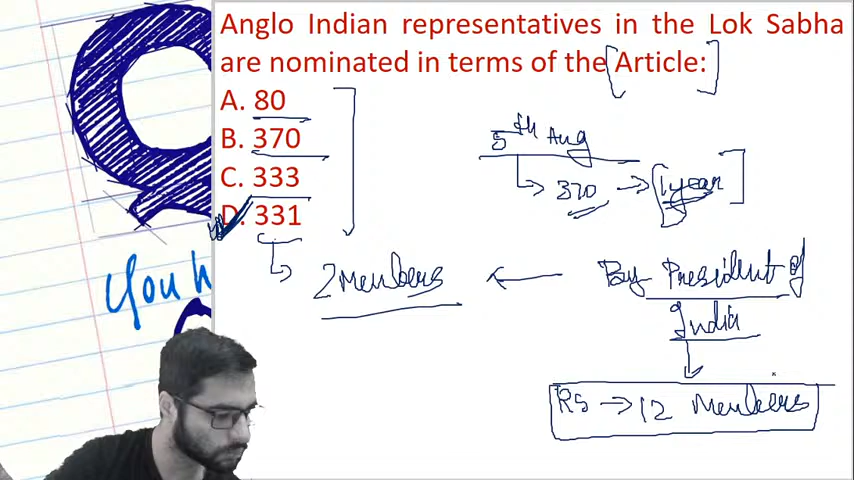 Anglo Indian representatives in the Lok Sabha
are nominated in terms of the Article:
A. 80
B. 370
C. 333
D. 331
5th Aug
370 → 1 year
2 Members ← By President of
India
RS → 12 Members
You